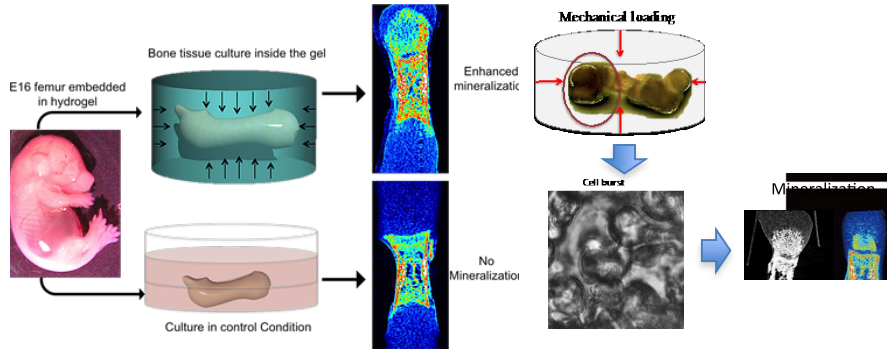 Mechanical loading
Bone tissue culture inside the gel
E16 femur embedded
in hydrogel
Enhanced
mineralizatio
Cell burst
Mineralization
No
Mineralization
Culture in control Condition